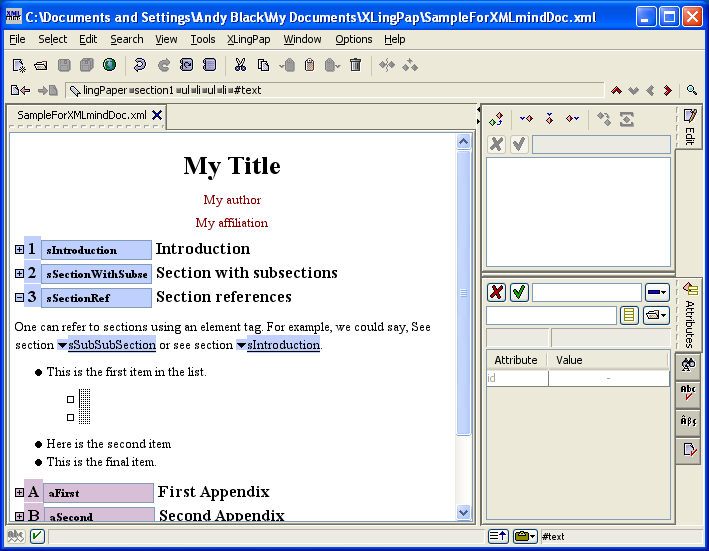 C:\Documents and Settings\Andy Black\My Documents\XLingPap\SampleForXMLmindDoc.xml
File Select Edit Search View Tools XLingPap Window Options Help
lingPaper section1 ul li ul li #text
SampleForXMLmindDoc.xml
Edit
My Title
My author
My affiliation
1 sIntroduction Introduction
2 sSectionWithSubse Section with subsections
3 sSectionRef Section references
One can refer to sections using an element tag. For example, we could say, See
section sSubSubSection or see section sIntroduction.
This is the first item in the list.
Here is the second item
This is the final item.
A aFirst First Appendix
B aSecond Second Appendix
Attributes
Attribute Value
id -
Abc
Âβς
abc
#text